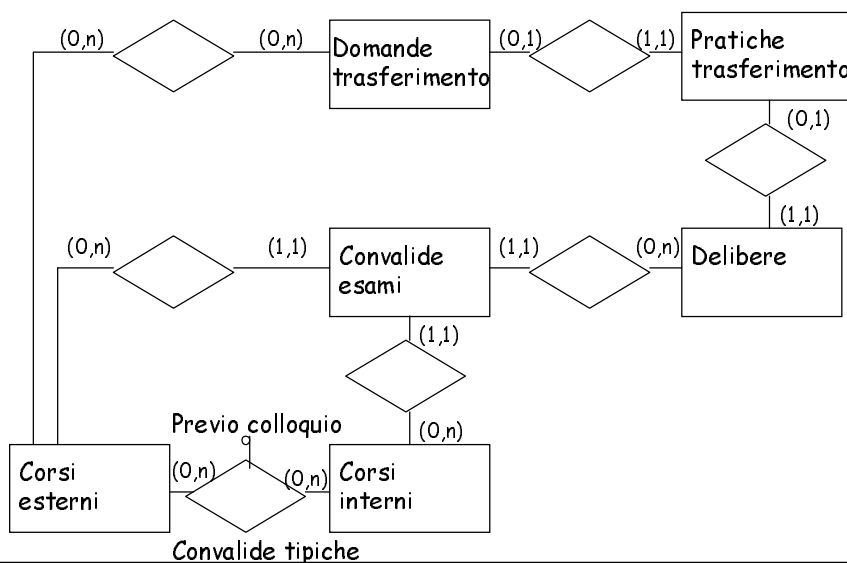 (0,n) (0,n) Domande trasferimento (0,1) (1,1) Pratiche trasferimento
(0,1)
(1,1)
(0,n) (1,1) Convalide esami (1,1) (0,n) Delibere
(1,1)
Previo colloquio
(0,n)
Corsi esterni (0,n) (0,n) Corsi interni
Convalide tipiche